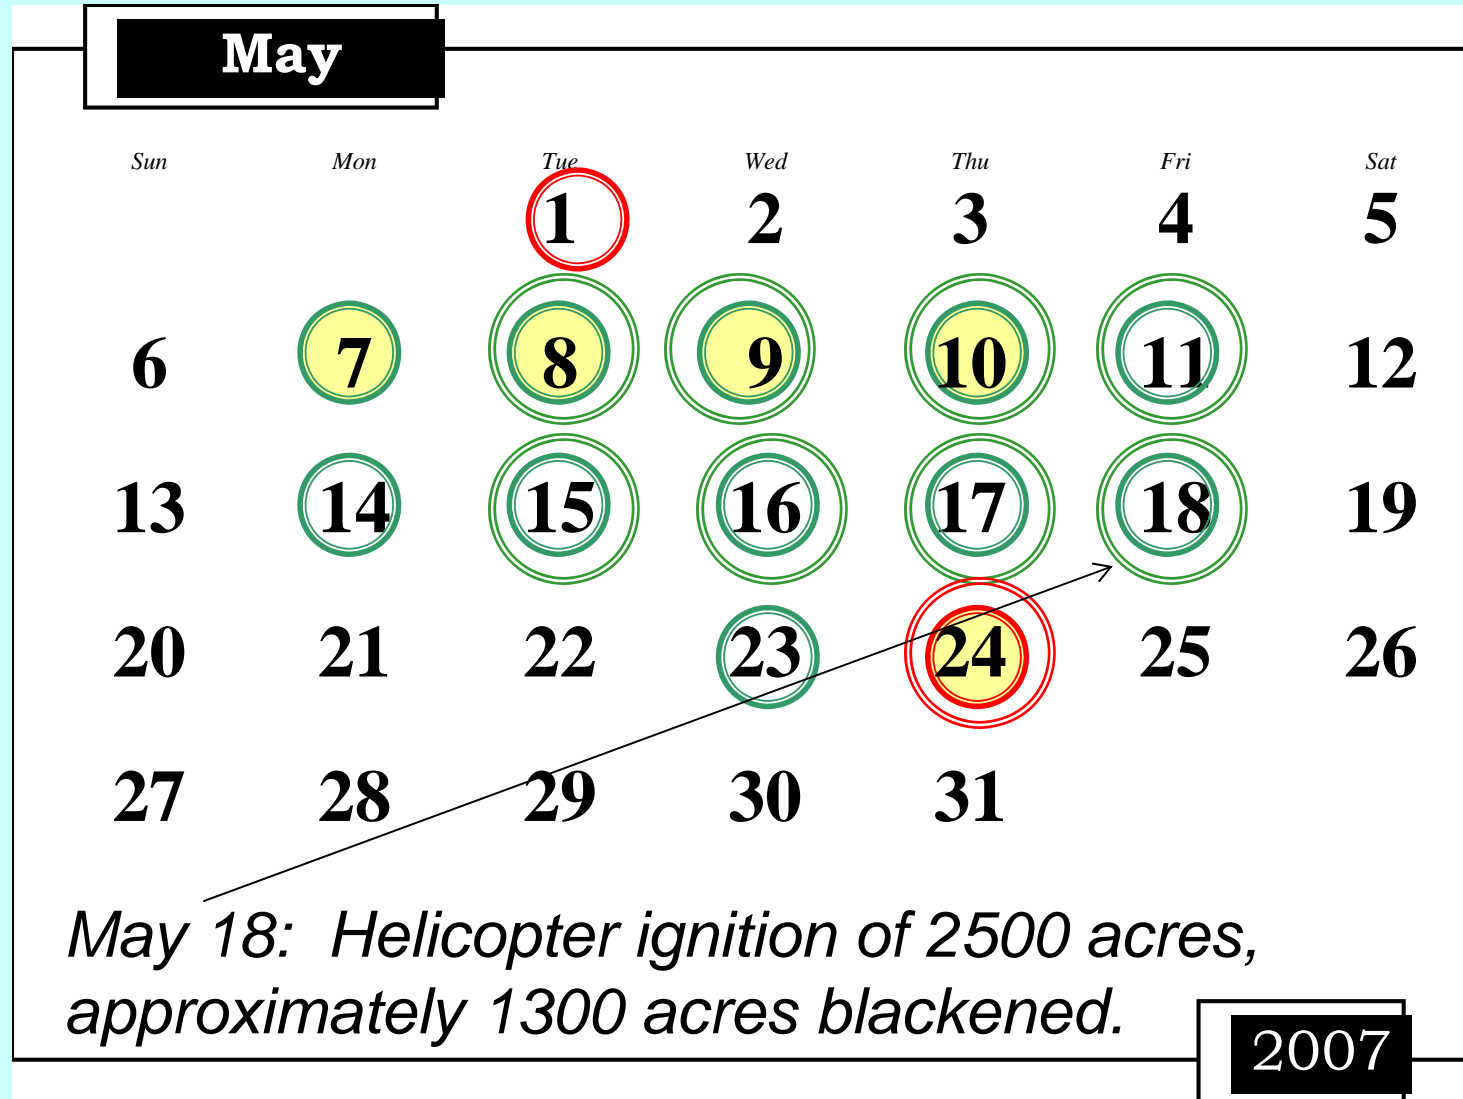 May
Sun Mon Tue Wed Thu Fri Sat
1 2 3 4 5
6 7 8 9 10 11 12
13 14 15 16 17 18 19
20 21 22 23 24 25 26
27 28 29 30 31
May 18:  Helicopter ignition of 2500 acres,
approximately 1300 acres blackened.
2007